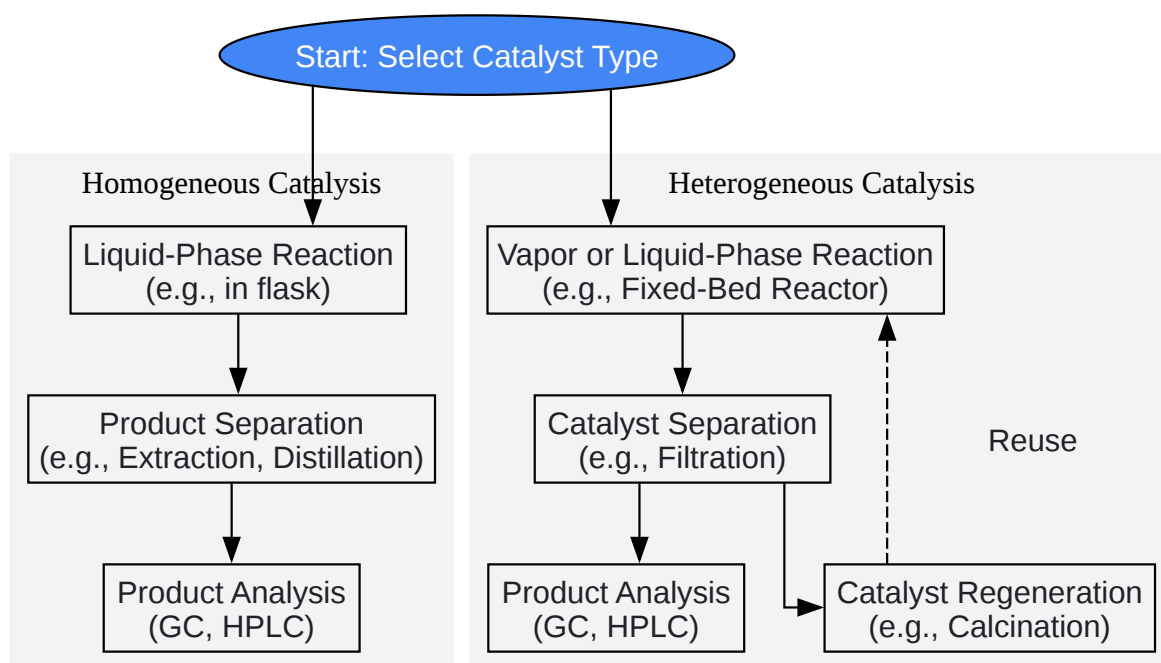 Start: Select Catalyst Type
Homogeneous Catalysis
Liquid-Phase Reaction
(e.g., in flask)
Product Separation
(e.g., Extraction, Distillation)
Product Analysis
(GC, HPLC)
Heterogeneous Catalysis
Vapor or Liquid-Phase Reaction
(e.g., Fixed-Bed Reactor)
Catalyst Separation
(e.g., Filtration)
Reuse
Product Analysis
(GC, HPLC)
Catalyst Regeneration
(e.g., Calcination)